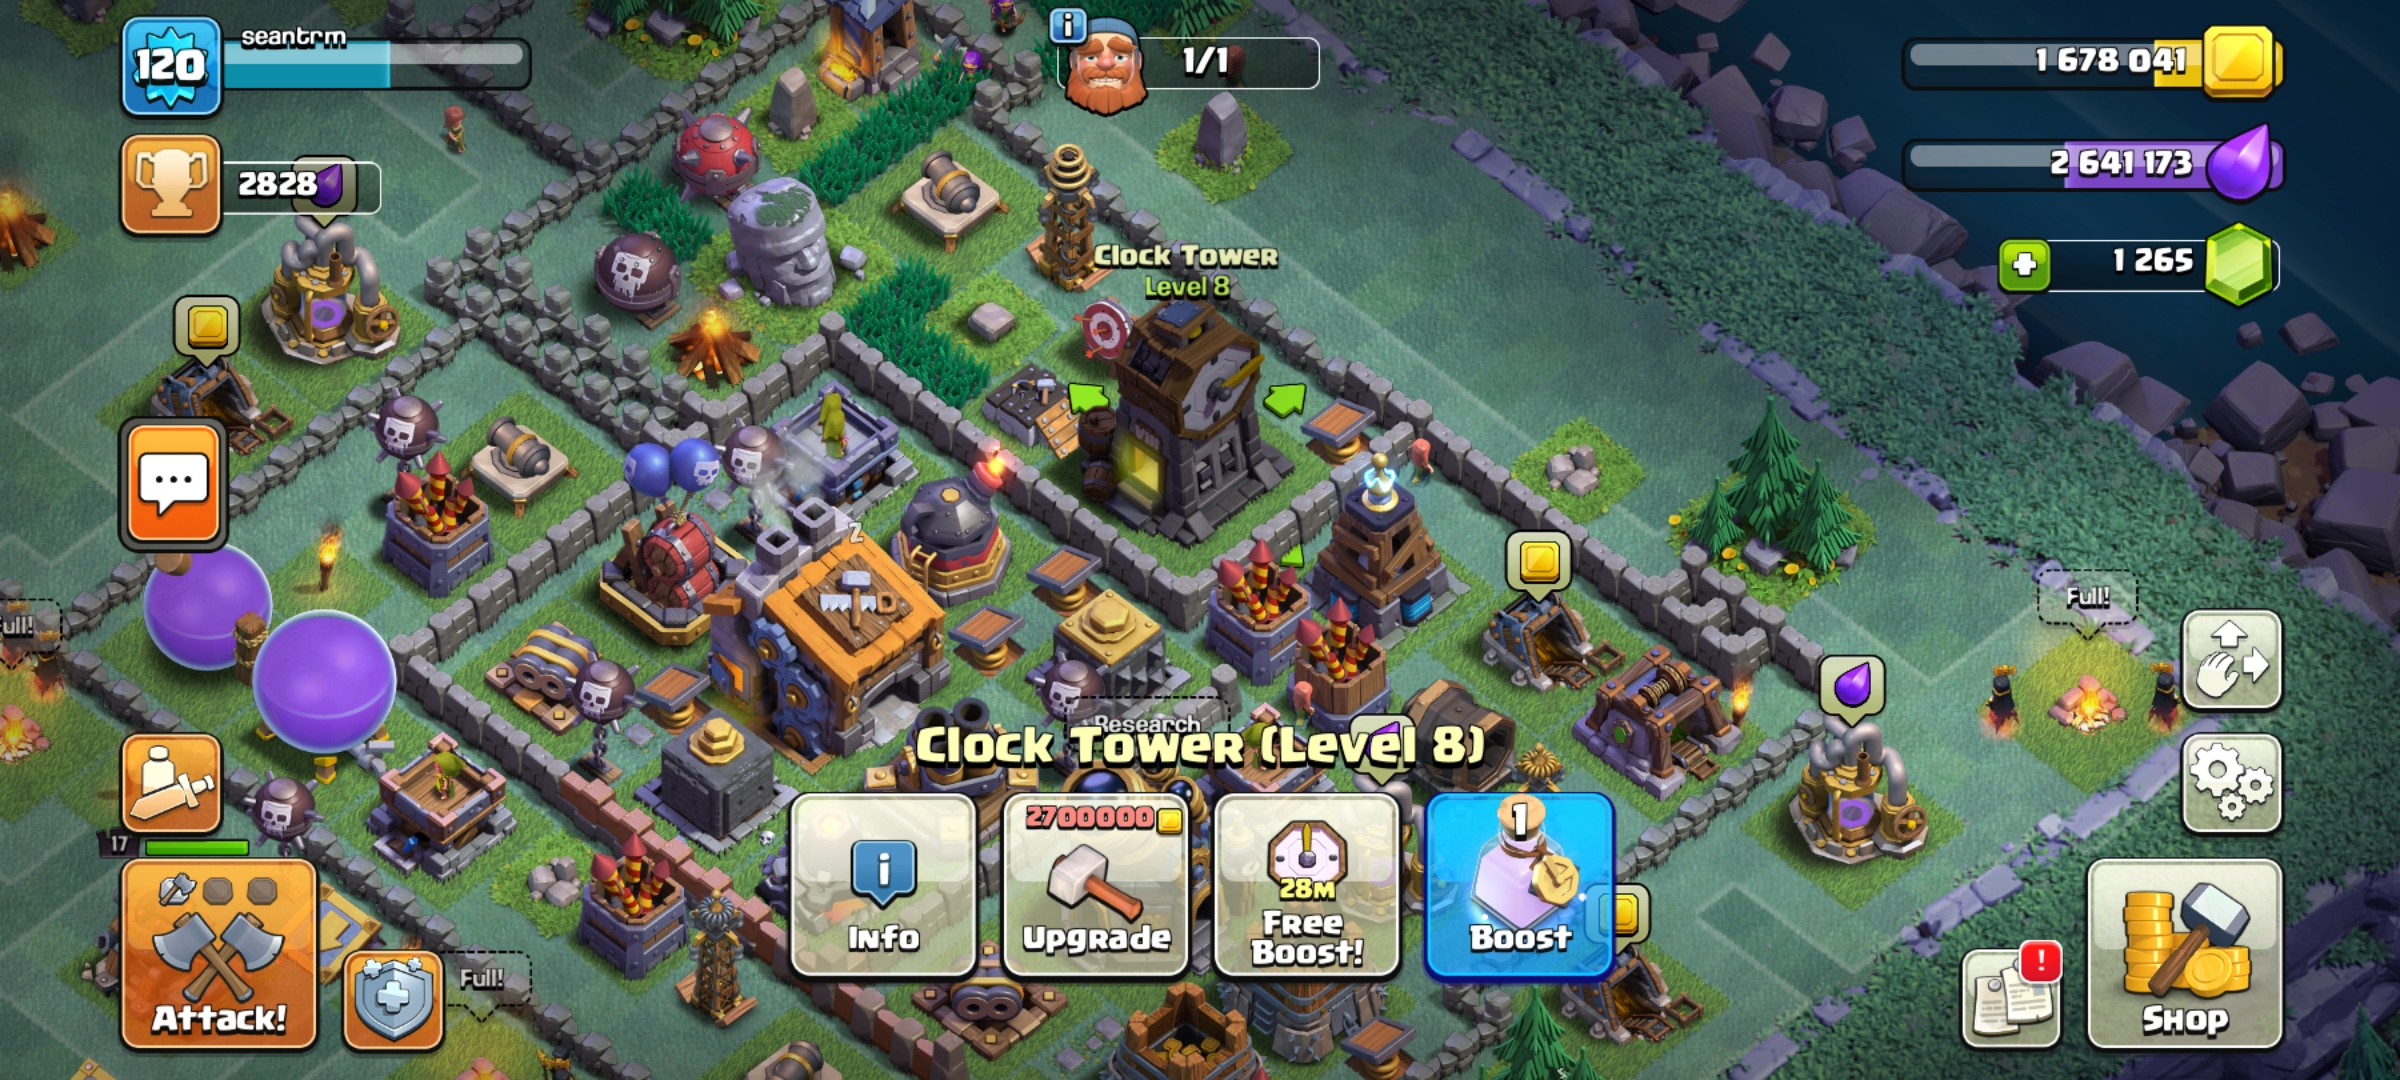 120
seantrm
1/1
1 678 041
2828
2 641 173
1 265
Clock Tower
Level 8
z
Full!
ull!
Research
Clock Tower (Level 8)
17
Attack!
Full!
Info
2700000
Upgrade
28M
Free
Boost!
1
Boost
!
Shop